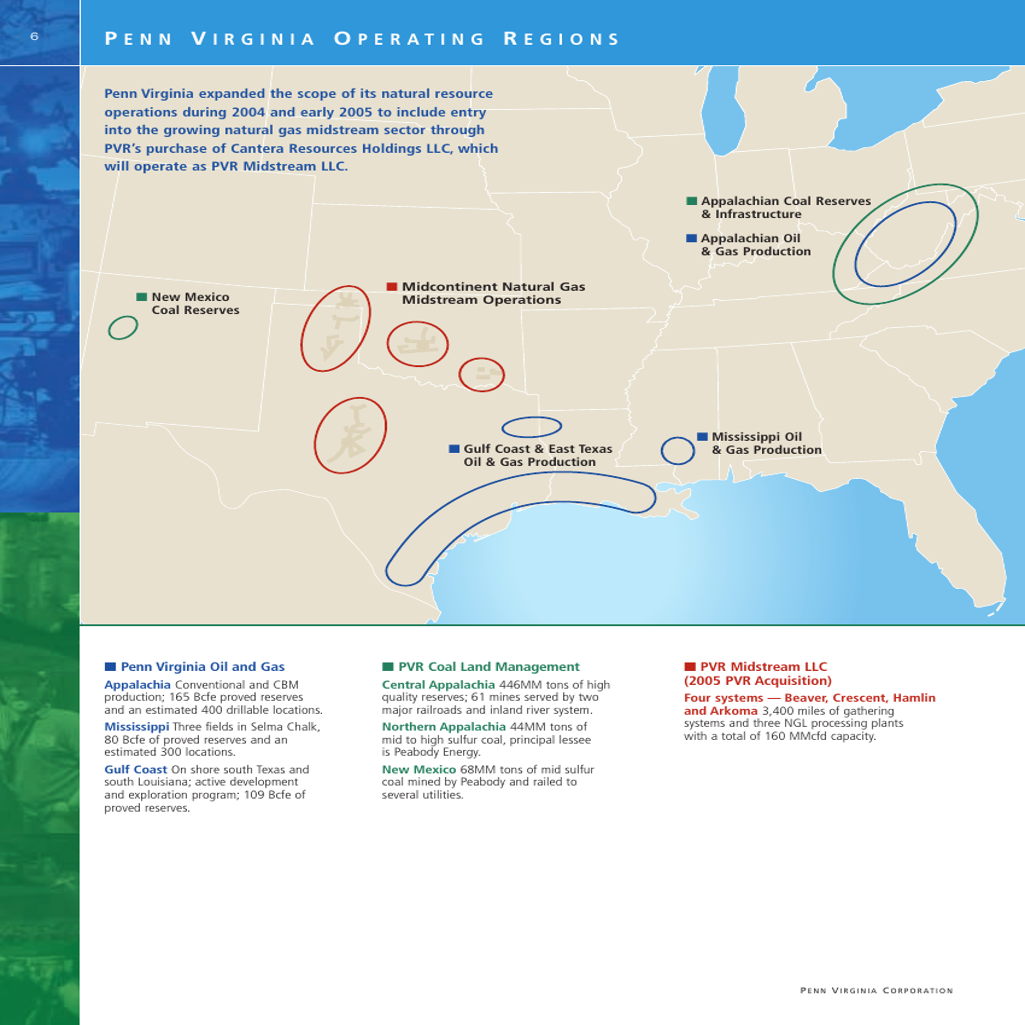 6
PENN VIRGINIA OPERATING REGIONS
Penn Virginia expanded the scope of its natural resource
operations during 2004 and early 2005 to include entry
into the growing natural gas midstream sector through
PVR’s purchase of Cantera Resources Holdings LLC, which
will operate as PVR Midstream LLC.
Appalachian Coal Reserves
& Infrastructure
Appalachian Oil
& Gas Production
Midcontinent Natural Gas
Midstream Operations
New Mexico
Coal Reserves
Mississippi Oil
& Gas Production
Gulf Coast & East Texas
Oil & Gas Production
Penn Virginia Oil and Gas
Appalachia Conventional and CBM
production; 165 Bcfe proved reserves
and an estimated 400 drillable locations.
Mississippi Three fields in Selma Chalk,
80 Bcfe of proved reserves and an
estimated 300 locations.
Gulf Coast On shore south Texas and
south Louisiana; active development
and exploration program; 109 Bcfe of
proved reserves.
PVR Coal Land Management
Central Appalachia 446MM tons of high
quality reserves; 61 mines served by two
major railroads and inland river system.
Northern Appalachia 44MM tons of
mid to high sulfur coal, principal lessee
is Peabody Energy.
New Mexico 68MM tons of mid sulfur
coal mined by Peabody and railed to
several utilities.
PVR Midstream LLC
(2005 PVR Acquisition)
Four systems — Beaver, Crescent, Hamlin
and Arkoma 3,400 miles of gathering
systems and three NGL processing plants
with a total of 160 MMcfd capacity.
PENN VIRGINIA CORPORATION